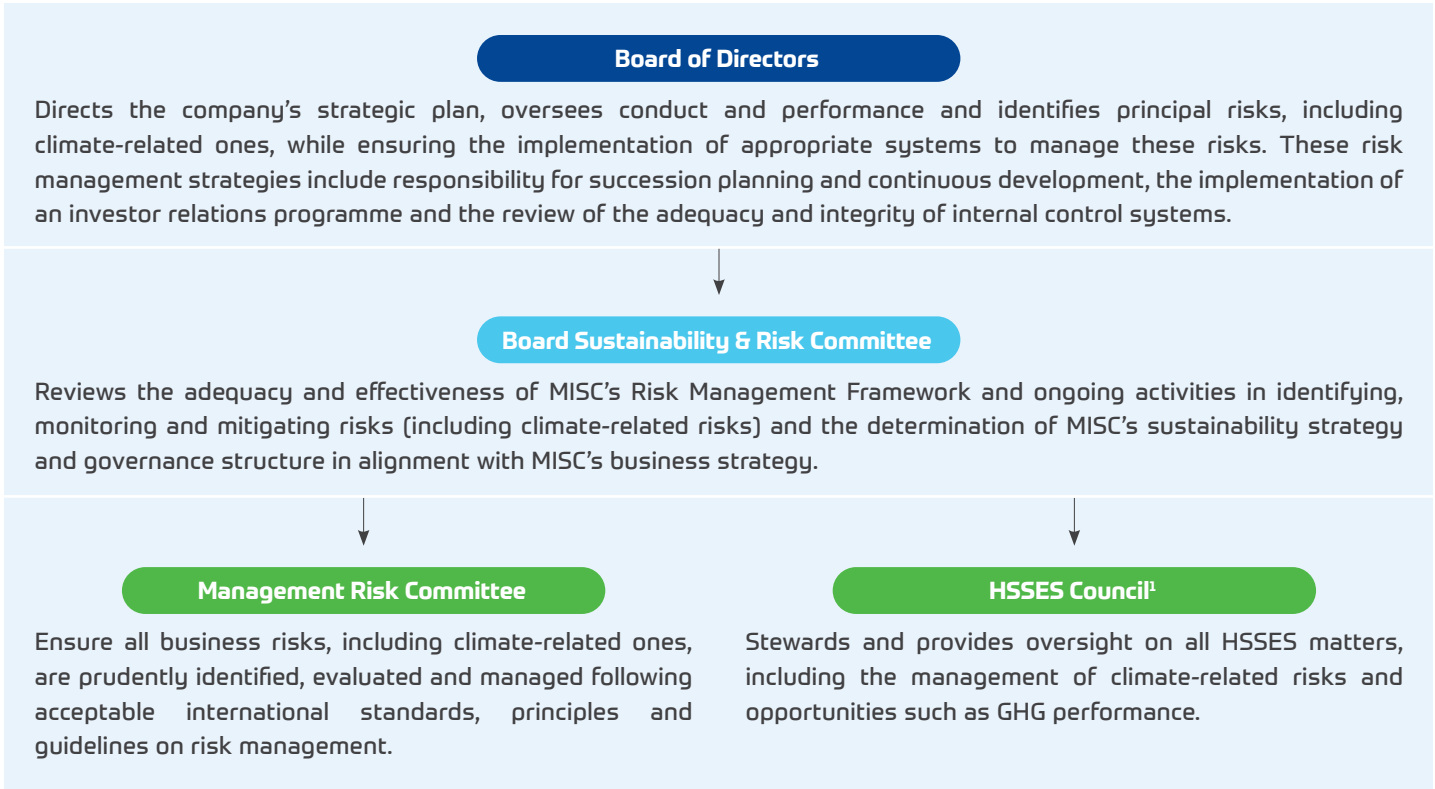 Board of Directors
Directs the company's strategic plan, oversees conduct and performance and identifies principal risks, including
climate-related ones, while ensuring the implementation of appropriate systems to manage these risks. These risk
management strategies include responsibility for succession planning and continuous development, the implementation of
an investor relations programme and the review of the adequacy and integrity of internal control systems.
Board Sustainability & Risk Committee
Reviews the adequacy and effectiveness of MISC's Risk Management Framework and ongoing activities in identifying,
monitoring and mitigating risks (including climate-related risks) and the determination of MISC's sustainability strategy
and governance structure in alignment with MISC's business strategy.
Management Risk Committee
Ensure all business risks, including climate-related ones,
are prudently identified, evaluated and managed following
acceptable international standards, principles and
guidelines on risk management.
HSSES Council¹
Stewards and provides oversight on all HSSES matters,
including the management of climate-related risks and
opportunities such as GHG performance.